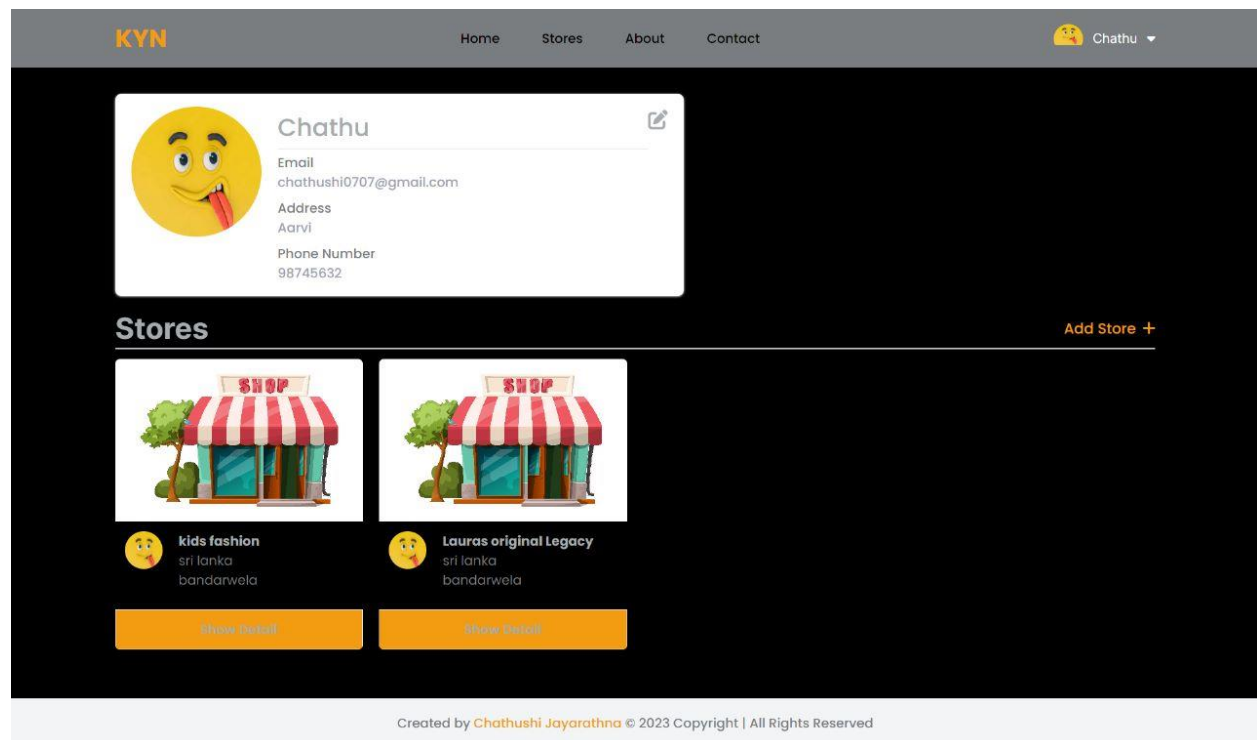 KYN
Home Stores About Contact
Chathu
Chathu
Email
chathushi0707@gmail.com
Address
Aarvi
Phone Number
98745632
Stores
Add Store +
SHOP
SHOP
kids fashion
sri lanka
bandarwela
Lauras original Legacy
sri lanka
bandarwela
Show Detail
Show Detail
Created by Chathushi Jayarathna © 2023 Copyright | All Rights Reserved